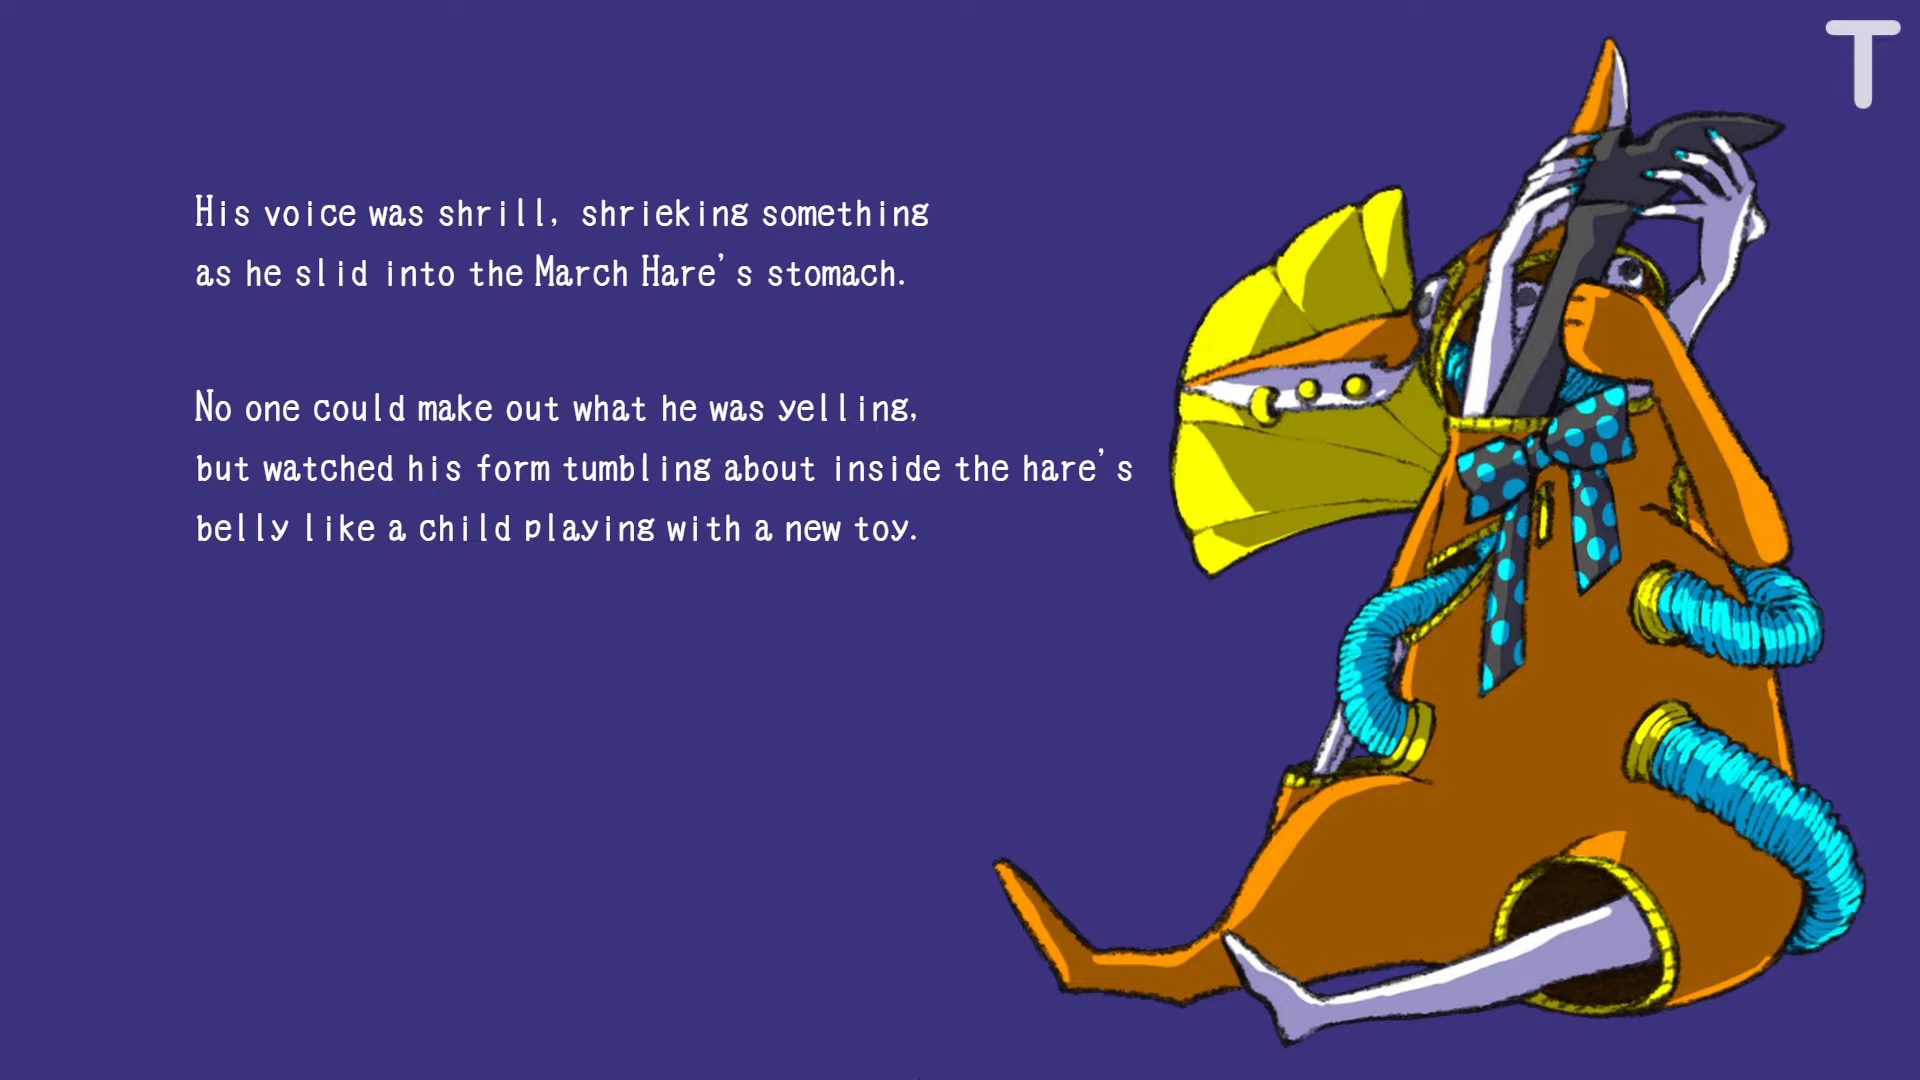 T
His voice was shrill, shrieking something
as he slid into the March Hare's stomach.
No one could make out what he was yelling,
but watched his form tumbling about inside the hare's
belly like a child playing with a new toy.